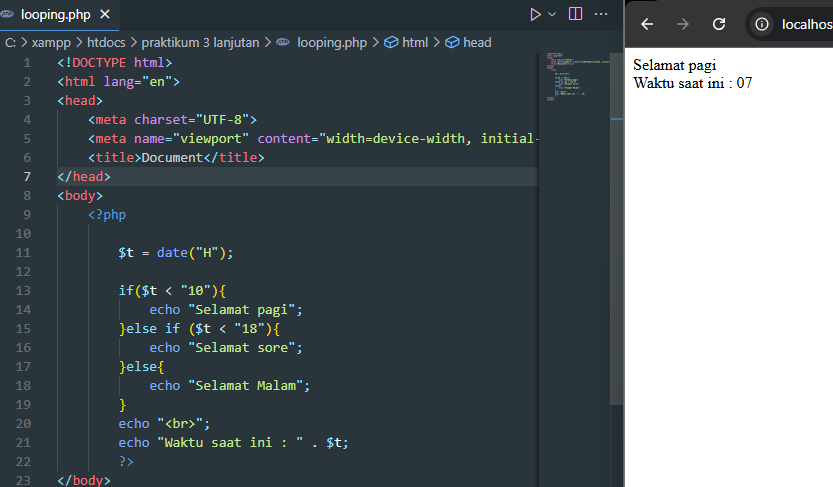 looping.php
C: > xampp > htdocs > praktikum 3 lanjutan > looping.php > html > head
1 <!DOCTYPE html>
2 <html lang="en">
3 <head>
4 <meta charset="UTF-8">
5 <meta name="viewport" content="width=device-width, initial-
6 <title>Document</title>
7 </head>
8 <body>
9 <?php
10
11 $t = date("H");
12
13 if($t < "10"){
14 echo "Selamat pagi";
15 }else if ($t < "18"){
16 echo "Selamat sore";
17 }else{
18 echo "Selamat Malam";
19 }
20 echo "<br>";
21 echo "Waktu saat ini : " . $t;
22 ?>
23 </body>
localhos
Selamat pagi
Waktu saat ini : 07